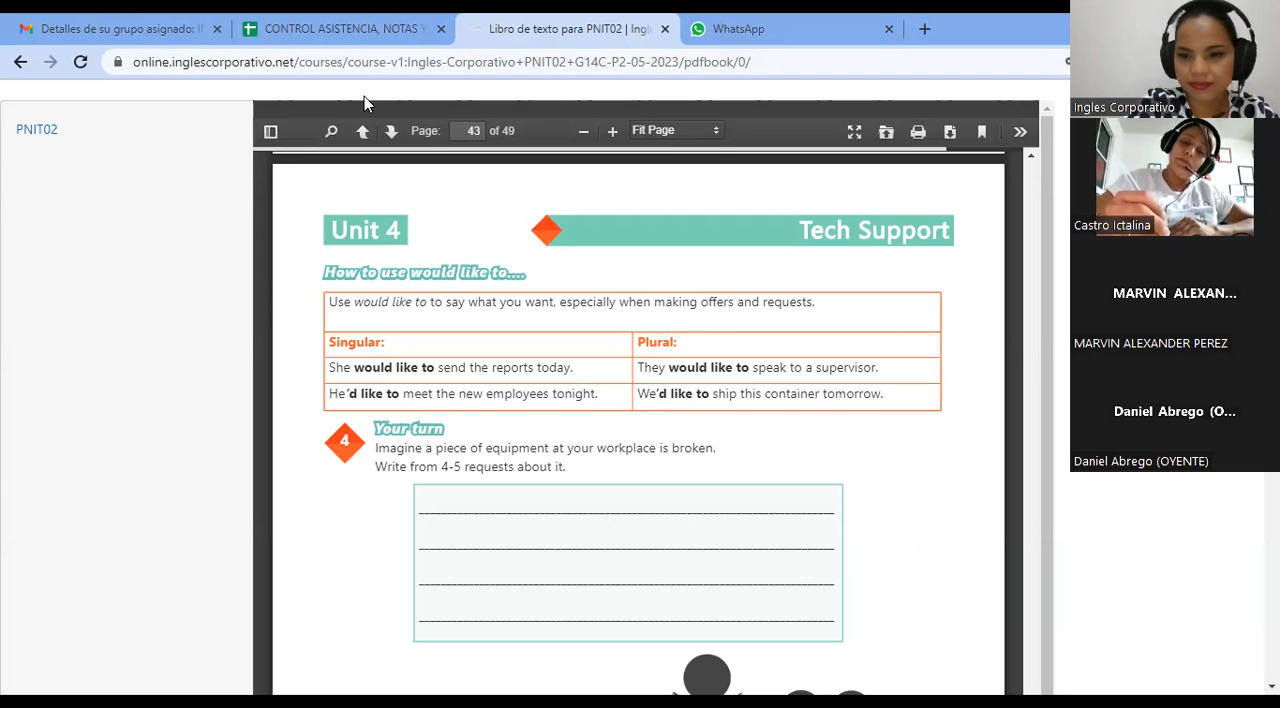 Detalles de su grupo asignado: I
CONTROL ASISTENCIA, NOTAS Y
Libro de texto para PNIT02 | Ingl
WhatsApp
online.inglescorporativo.net/courses/course-v1:Ingles-Corporativo+PNIT02+G14C-P2-05-2023/pdfbook/0/
Ingles Corporativo
PNIT02
Page: 43 of 49
Fit Page
Castro Ictalina
Unit 4
Tech Support
How to use would like to....
Use would like to to say what you want, especially when making offers and requests.
Singular:
Plural:
She would like to send the reports today.
They would like to speak to a supervisor.
He'd like to meet the new employees tonight.
We'd like to ship this container tomorrow.
4
Your turn
Imagine a piece of equipment at your workplace is broken.
Write from 4-5 requests about it.
MARVIN ALEXAN...
MARVIN ALEXANDER PEREZ
Daniel Abrego (O...
Daniel Abrego (OYENTE)